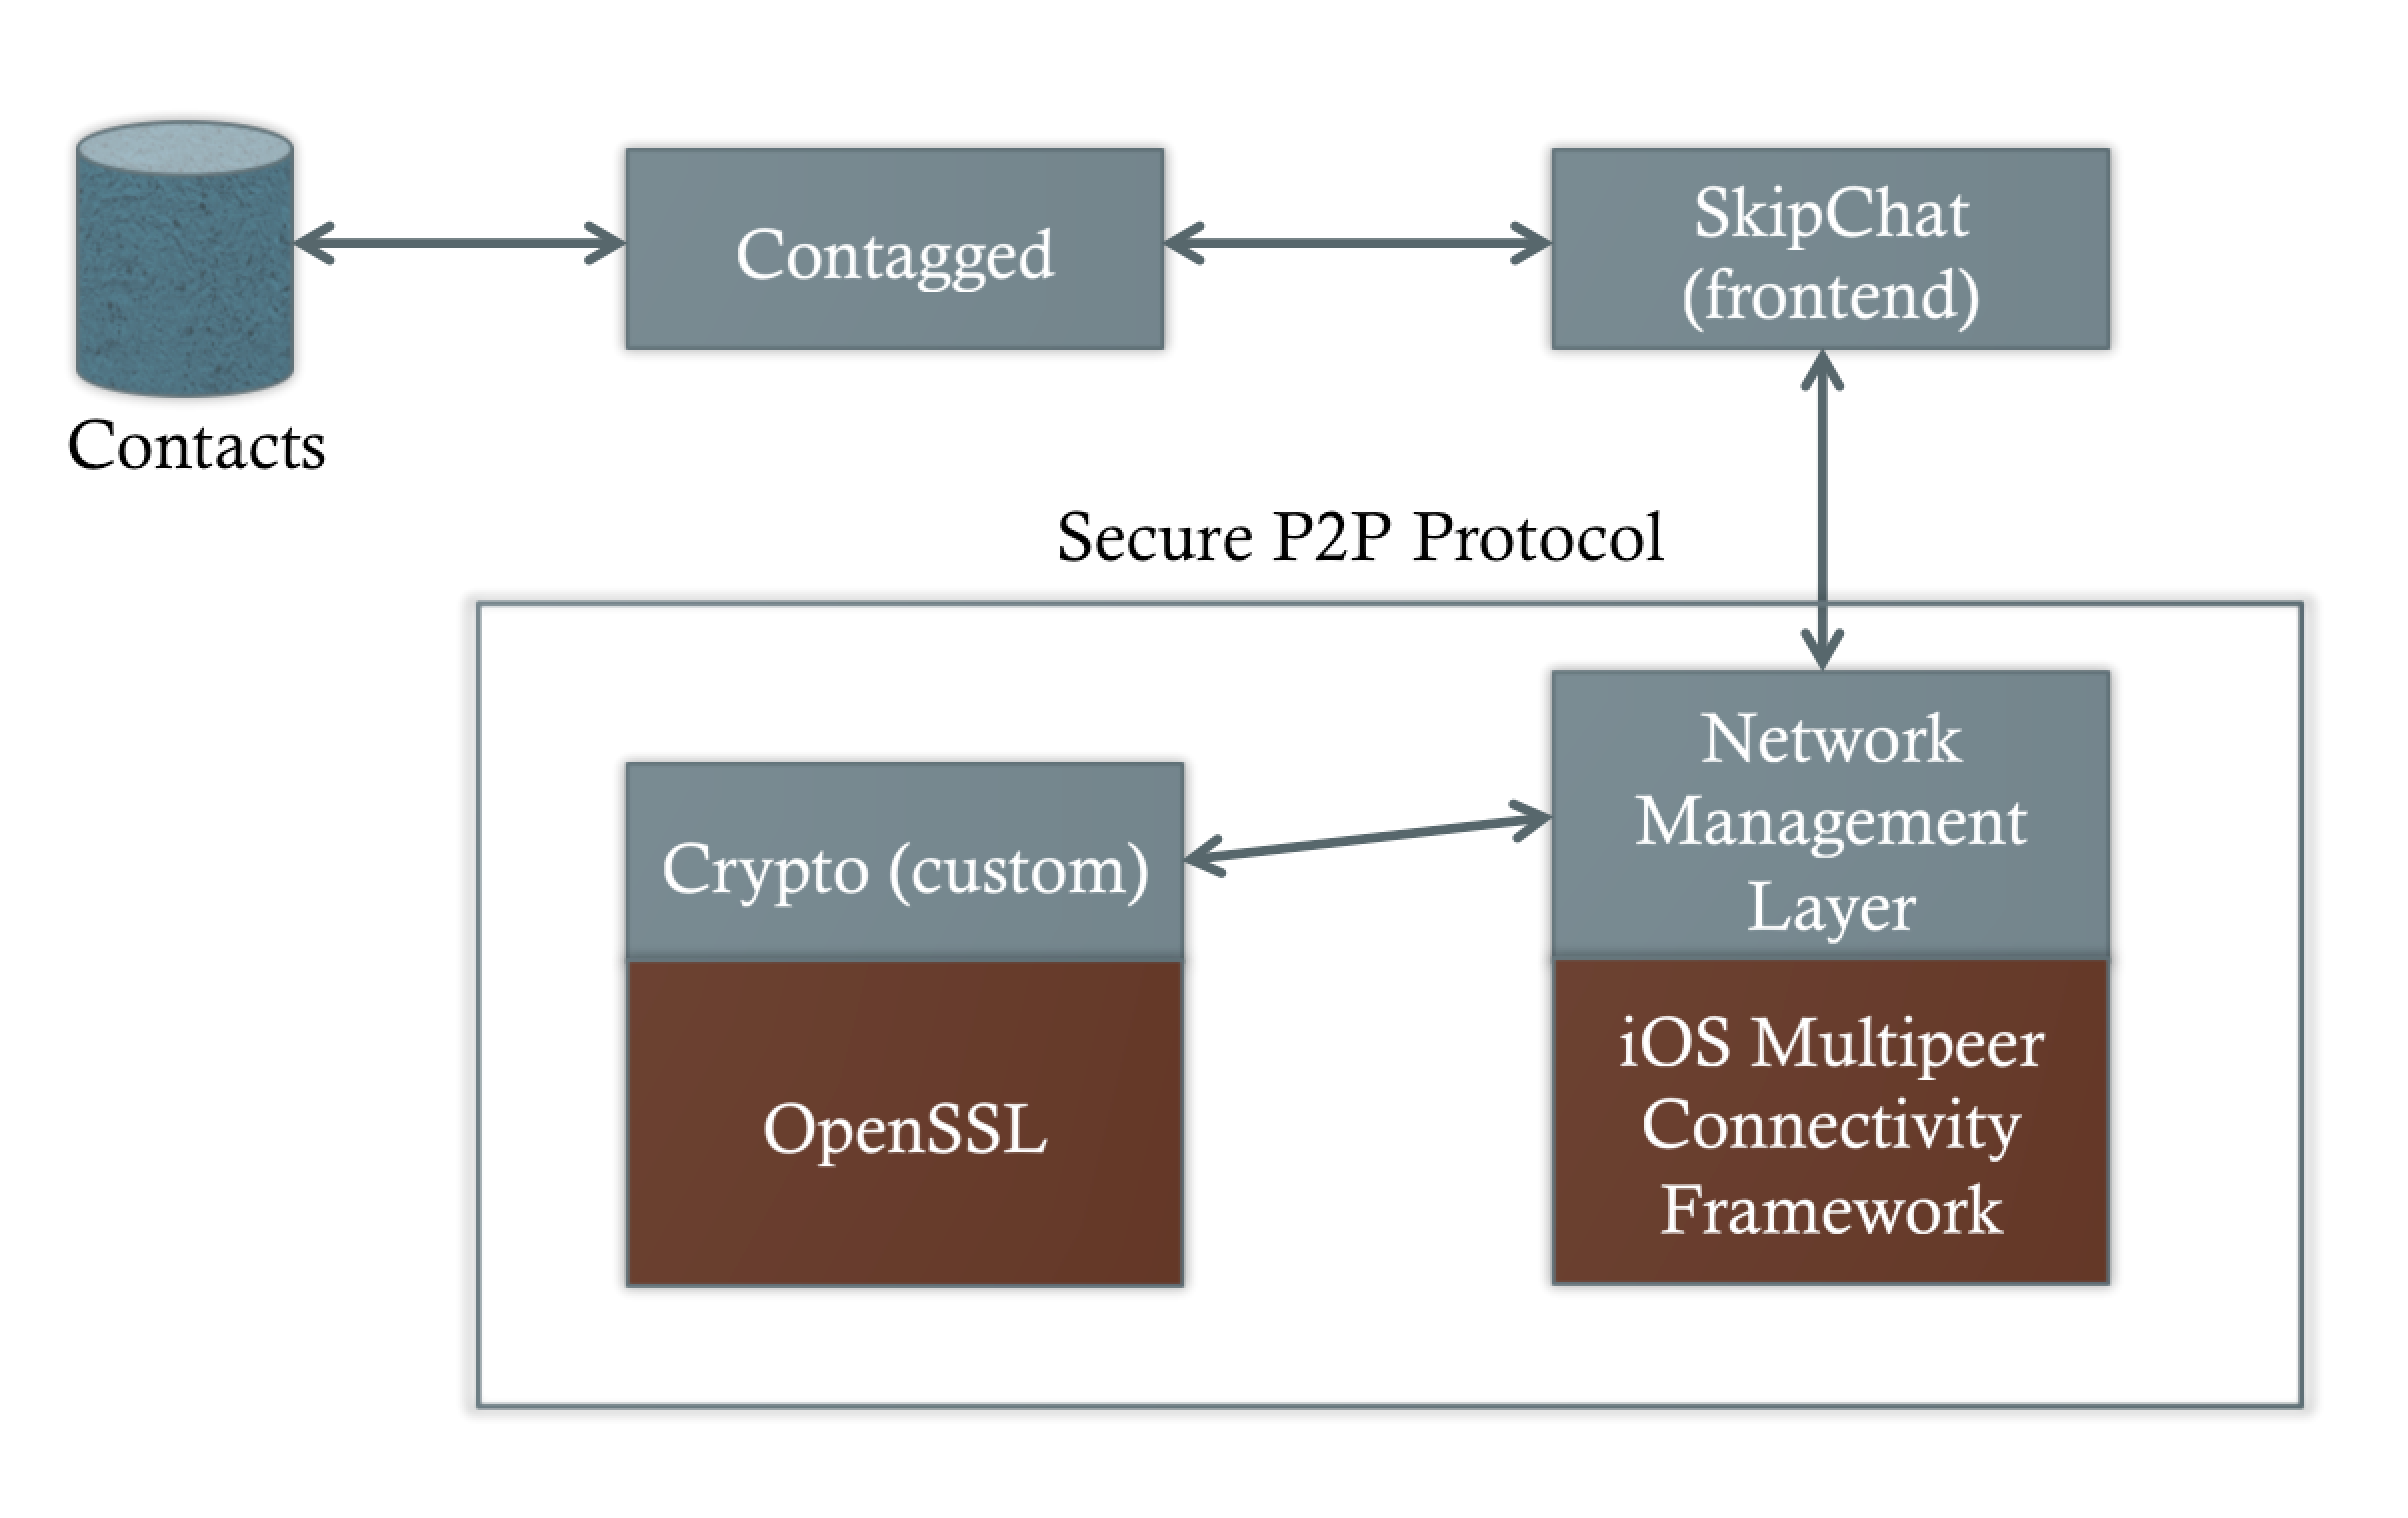 Contagged
SkipChat
(frontend)
Contacts
Secure P2P Protocol
Network
Management
Layer
Crypto (custom)
OpenSSL
iOS Multipeer
Connectivity
Framework